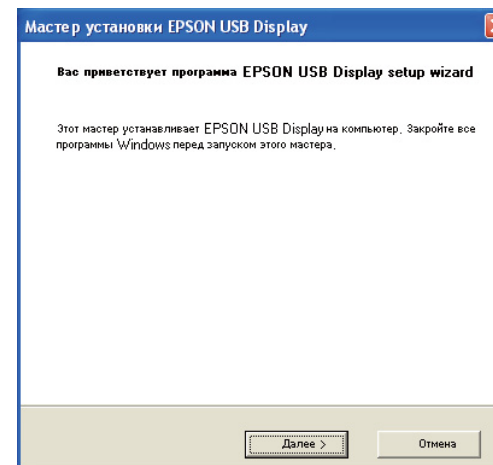 Мастер установки EPSON USB Display
Вас приветствует программа EPSON USB Display setup wizard
Этот мастер устанавливает EPSON USB Display на компьютер. Закройте все
программы Windows перед запуском этого мастера.
Далее >
Отмена